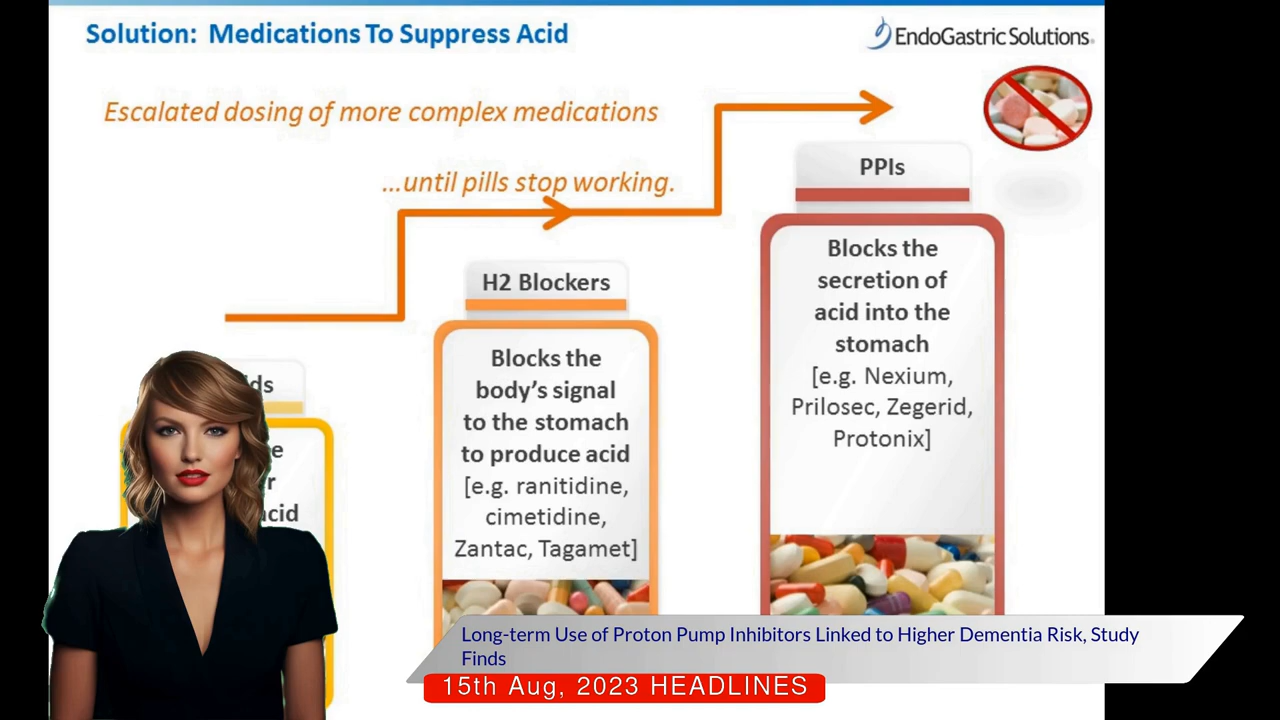 Solution: Medications To Suppress Acid
EndoGastric Solutions
Escalated dosing of more complex medications
...until pills stop working.
PPIs
Blocks the
secretion of
acid into the
stomach
[e.g. Nexium,
Prilosec, Zegerid,
Protonix]
H2 Blockers
Blocks the
body's signal
to the stomach
to produce acid
[e.g. ranitidine,
cimetidine,
Zantac, Tagamet]
Long-term Use of Proton Pump Inhibitors Linked to Higher Dementia Risk, Study
Finds
15th Aug, 2023 HEADLINES